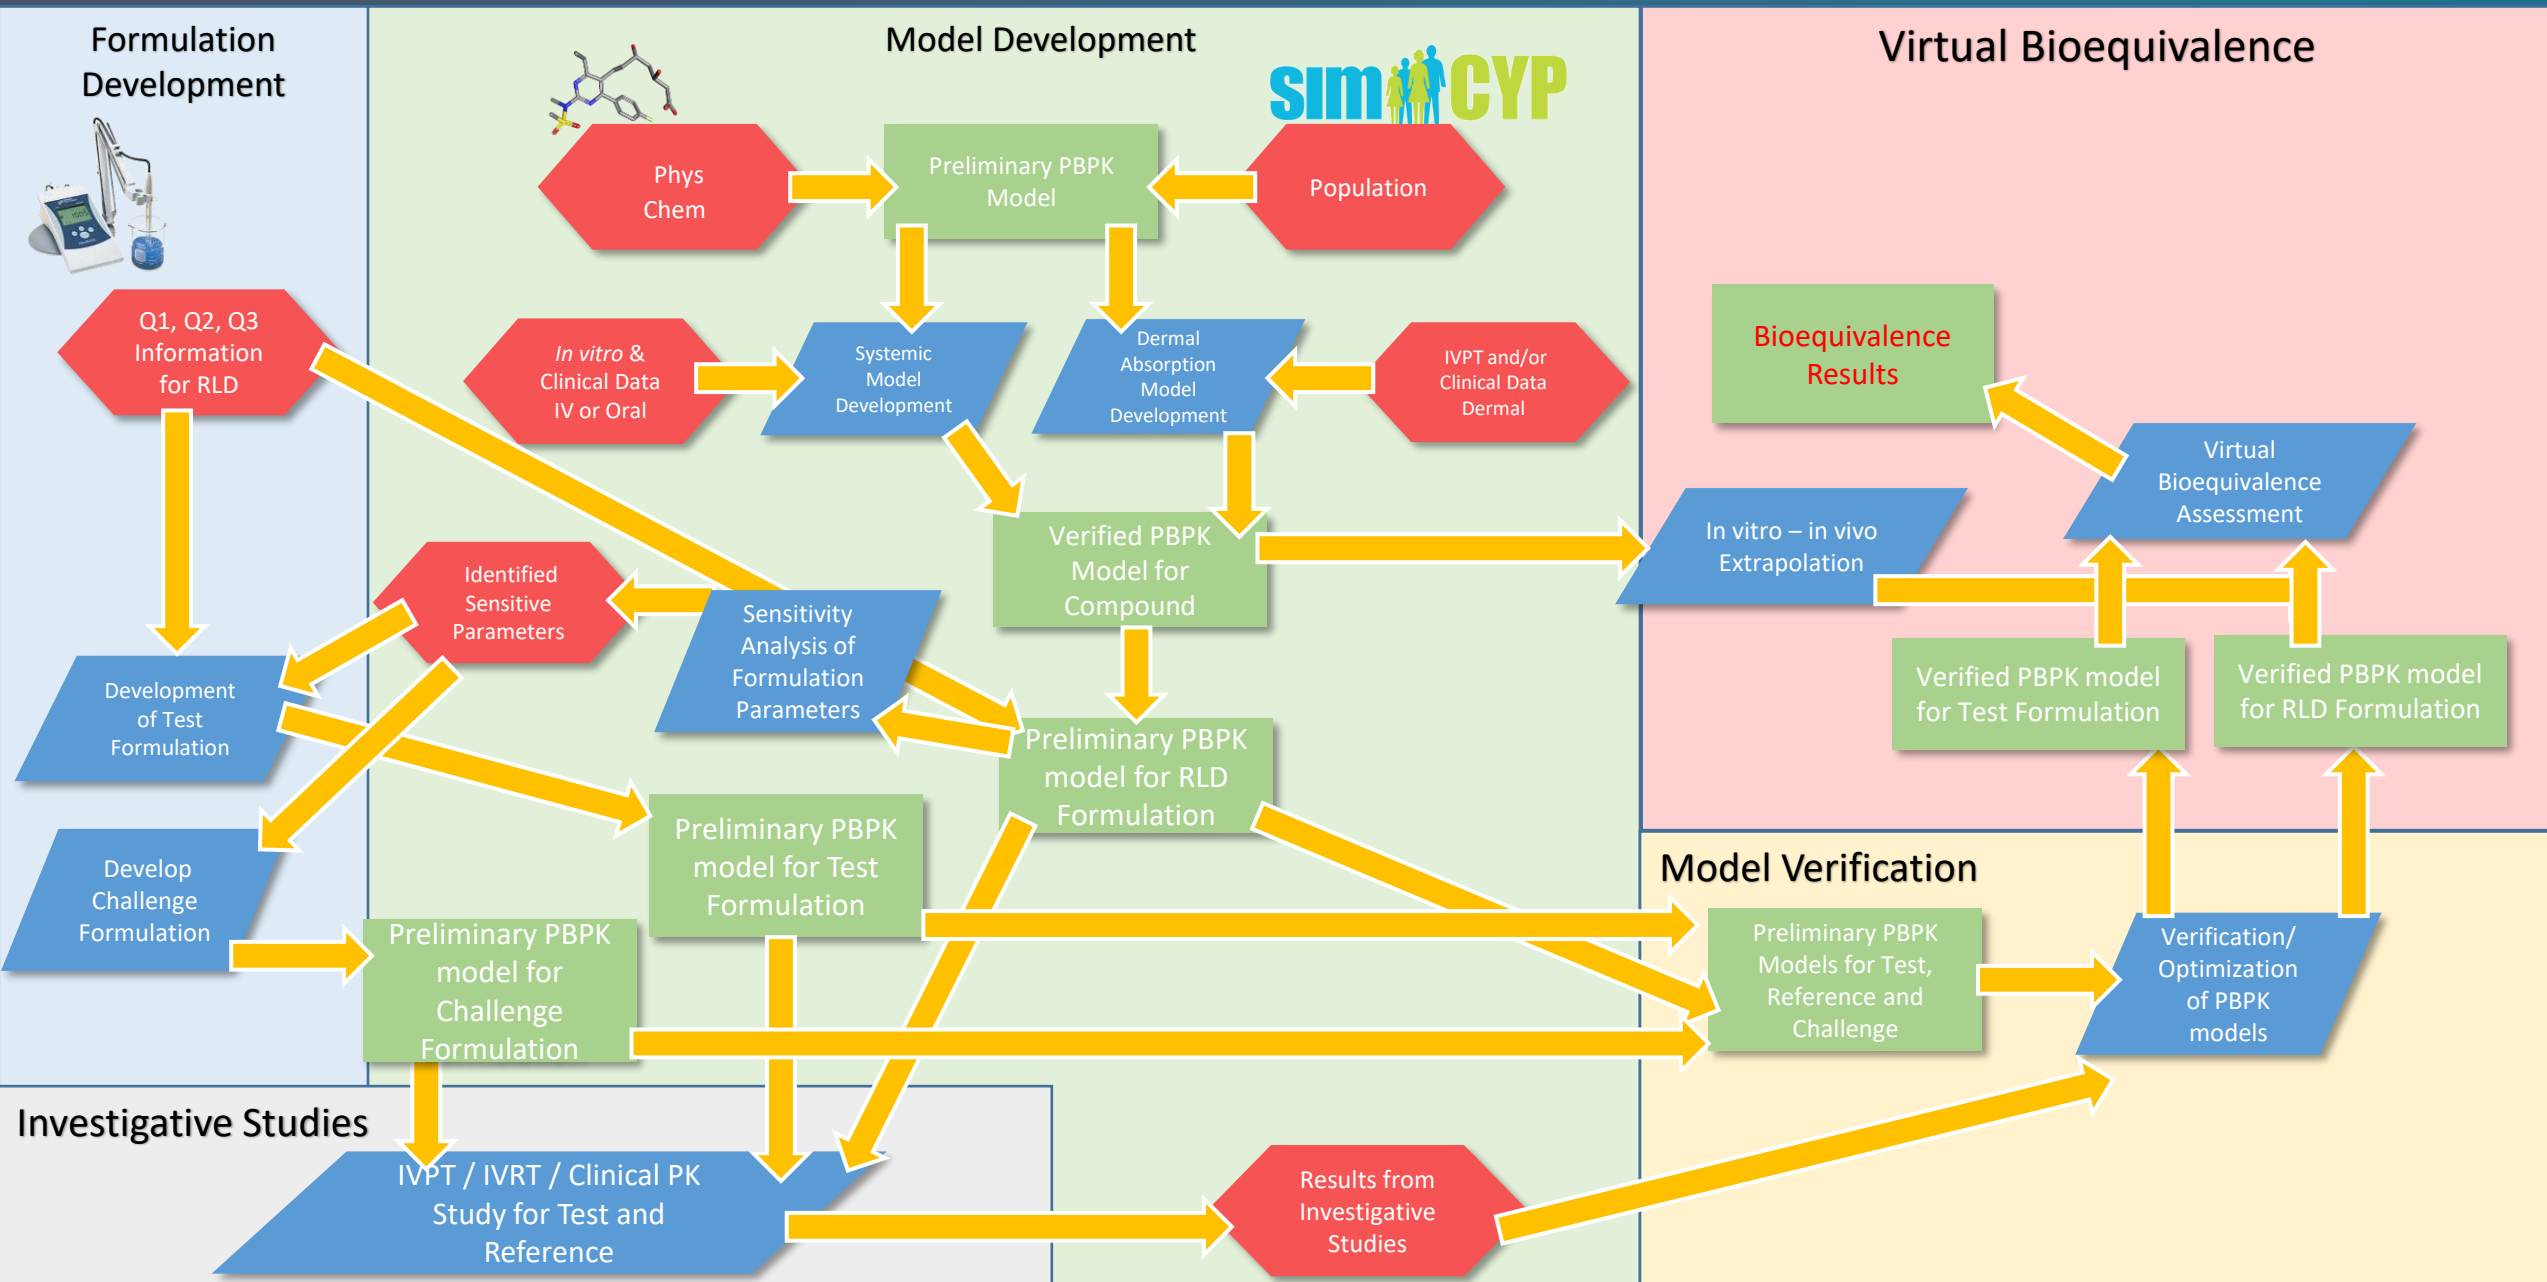 Formulation
Development
Model Development
simCYP
Virtual Bioequivalence
Phys
Chem
Preliminary PBPK
Model
Population
Q1, Q2, Q3
Information
for RLD
In vitro &
Clinical Data
IV or Oral
Systemic
Model
Development
Dermal
Absorption
Model
Development
IVPT and/or
Clinical Data
Dermal
Bioequivalence
Results
Virtual
Bioequivalence
Assessment
In vitro – in vivo
Extrapolation
Verified PBPK
Model for
Compound
Identified
Sensitive
Parameters
Sensitivity
Analysis of
Formulation
Parameters
Development
of Test
Formulation
Verified PBPK model
for Test Formulation
Verified PBPK model
for RLD Formulation
Preliminary PBPK
model for RLD
Formulation
Preliminary PBPK
model for Test
Formulation
Develop
Challenge
Formulation
Preliminary PBPK
model for
Challenge
Formulation
Model Verification
Preliminary PBPK
Models for Test,
Reference and
Challenge
Verification/
Optimization
of PBPK
models
Investigative Studies
IVPT / IVRT / Clinical PK
Study for Test and
Reference
Results from
Investigative
Studies